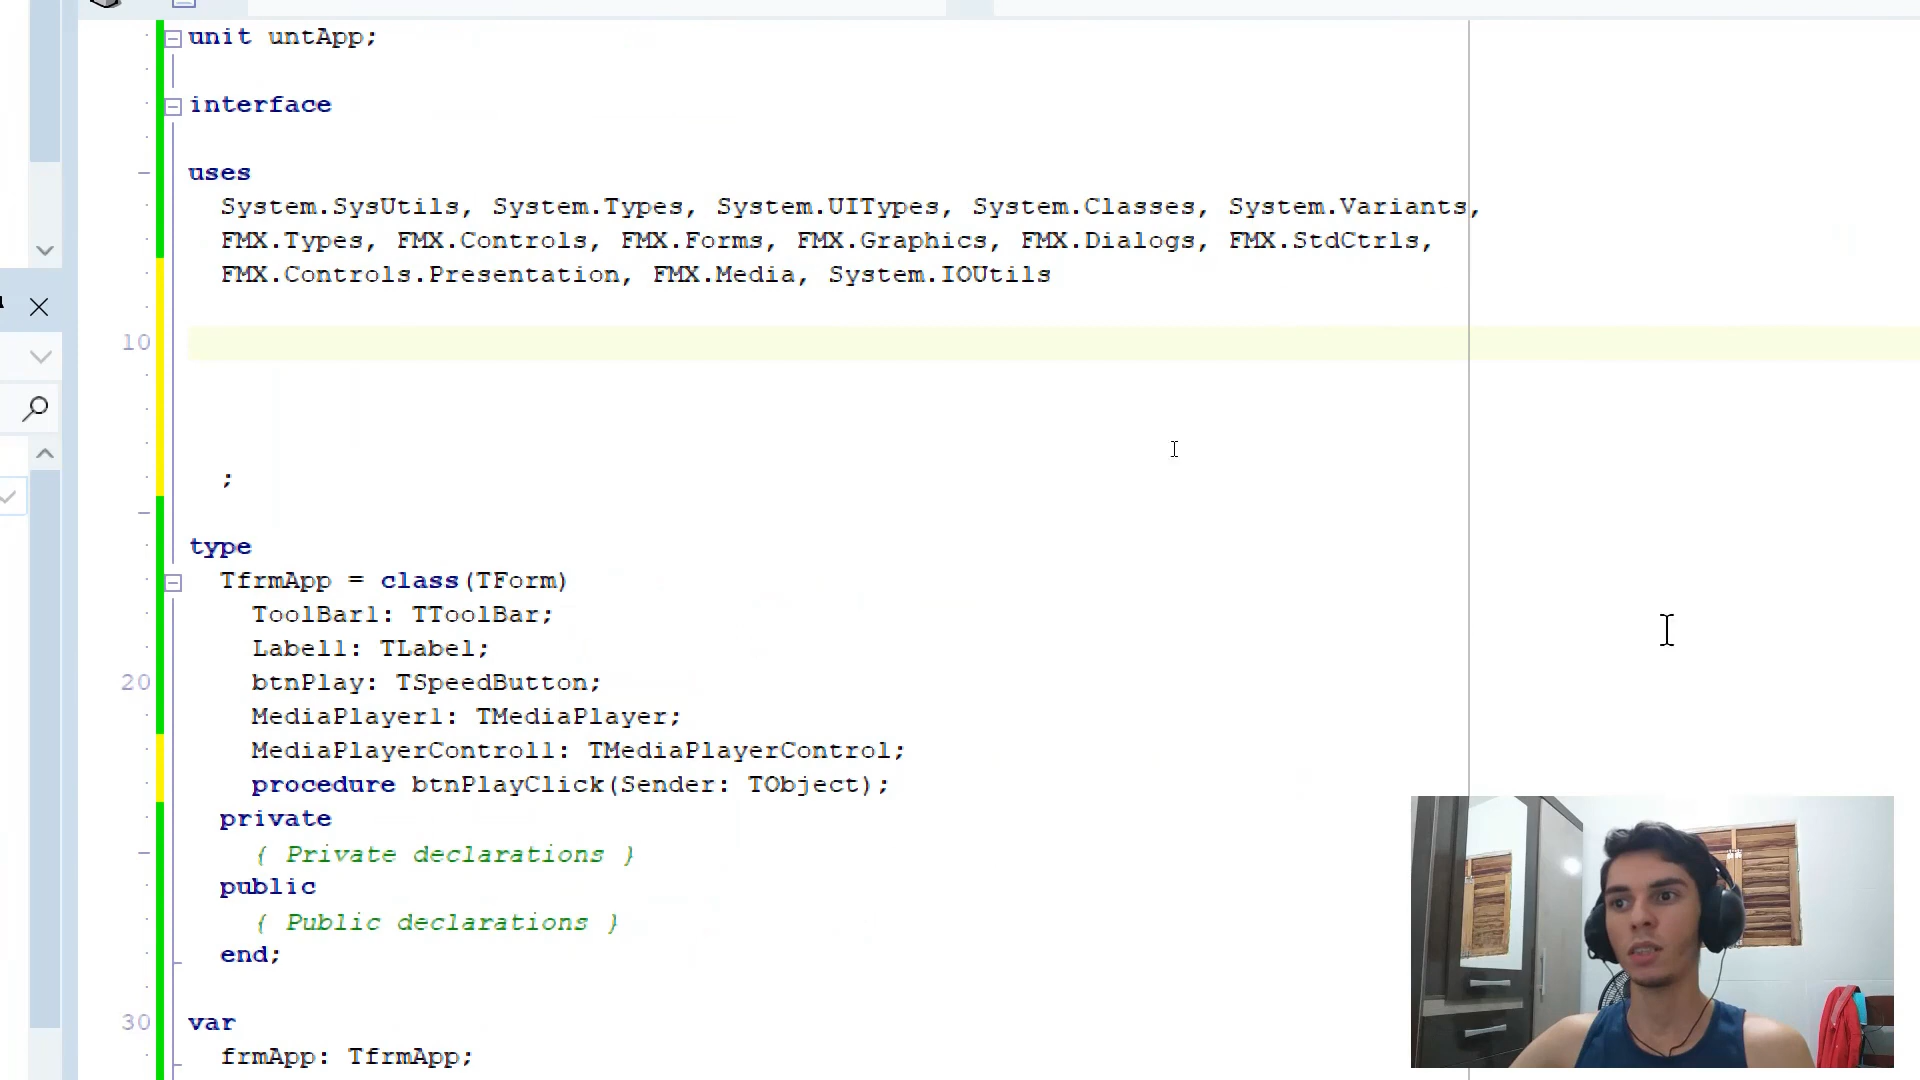 unit untApp;
interface
uses
System.SysUtils, System.Types, System.UITypes, System.Classes, System.Variants,
FMX.Types, FMX.Controls, FMX.Forms, FMX.Graphics, FMX.Dialogs, FMX.StdCtrls,
FMX.Controls.Presentation, FMX.Media, System.IOUtils
10
;
type
TfrmApp = class(TForm)
ToolBar1: TToolBar;
Label1: TLabel;
20 btnPlay: TSpeedButton;
MediaPlayer1: TMediaPlayer;
MediaPlayerControl1: TMediaPlayerControl;
procedure btnPlayClick(Sender: TObject);
private
{ Private declarations }
public
{ Public declarations }
end;
30 var
frmApp: TfrmApp;